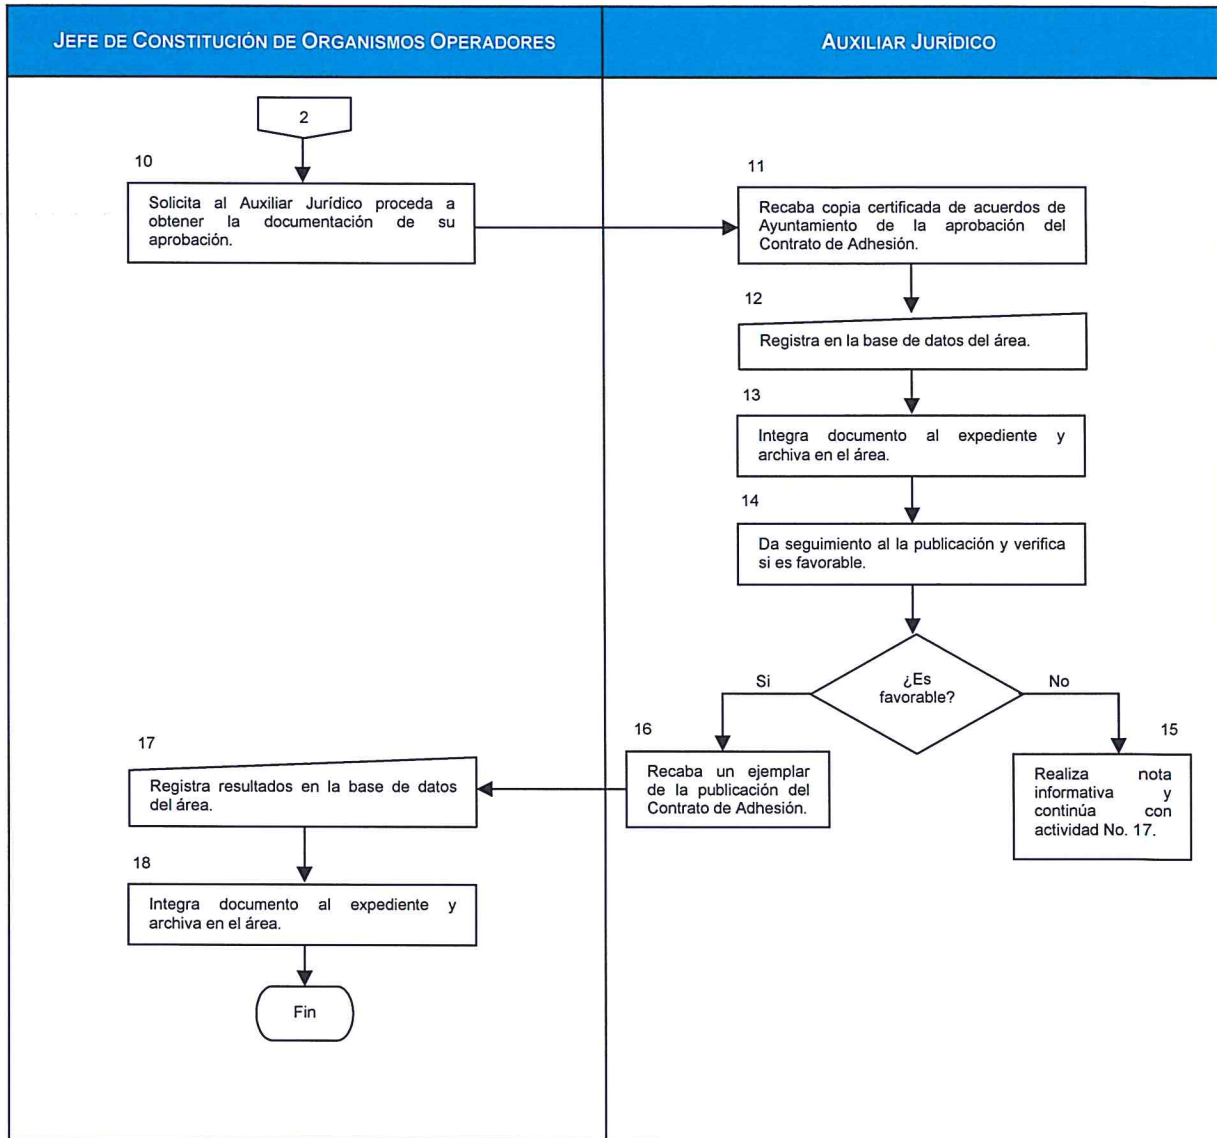 JEFE DE CONSTITUCIÓN DE ORGANISMOS OPERADORES
AUXILIAR JURÍDICO
2
10
Solicita al Auxiliar Jurídico proceda a
obtener la documentación de su
aprobación.
11
Recaba copia certificada de acuerdos de
Ayuntamiento de la aprobación del
Contrato de Adhesión.
12
Registra en la base de datos del área.
13
Integra documento al expediente y
archiva en el área.
14
Da seguimiento al la publicación y verifica
si es favorable.
¿Es
favorable?
Si
No
15
Realiza nota
informativa y
continúa con
actividad No. 17.
16
Recaba un ejemplar
de la publicación del
Contrato de Adhesión.
17
Registra resultados en la base de datos
del área.
18
Integra documento al expediente y
archiva en el área.
Fin